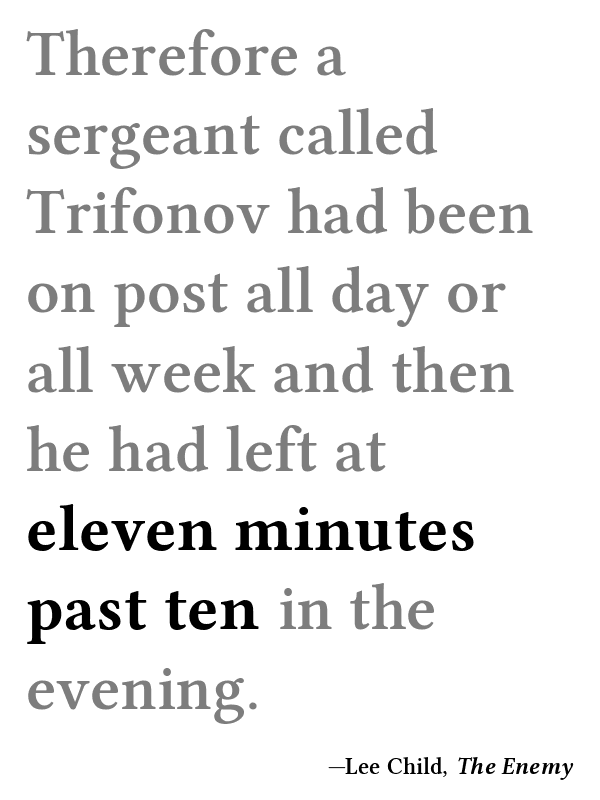 Therefore a
sergeant called
Trifonov had been
on post all day or
all week and then
he had left at
eleven minutes
past ten in the
evening.
—Lee Child, The Enemy